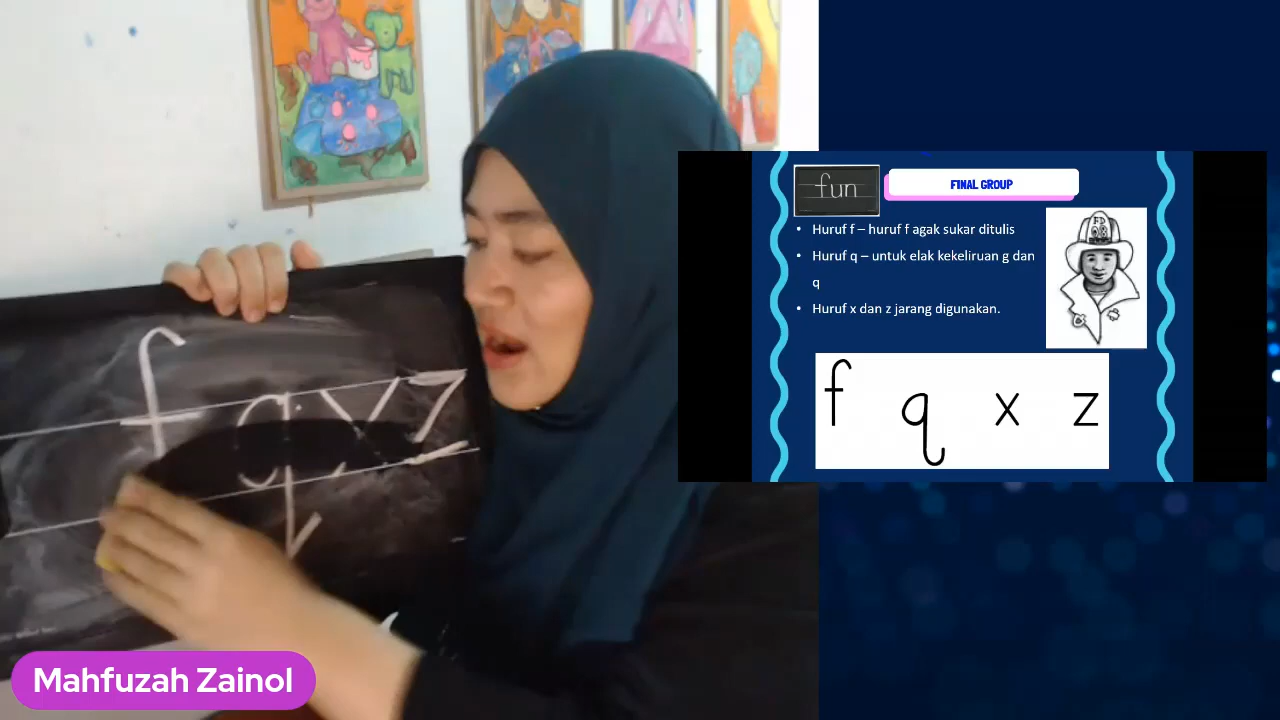 f q x z
fun
FINAL GROUP
• Huruf f – huruf f agak sukar ditulis
• Huruf q – untuk elak kekeliruan g dan
q
• Huruf x dan z jarang digunakan.
FD
f q x z
Mahfuzah Zainol